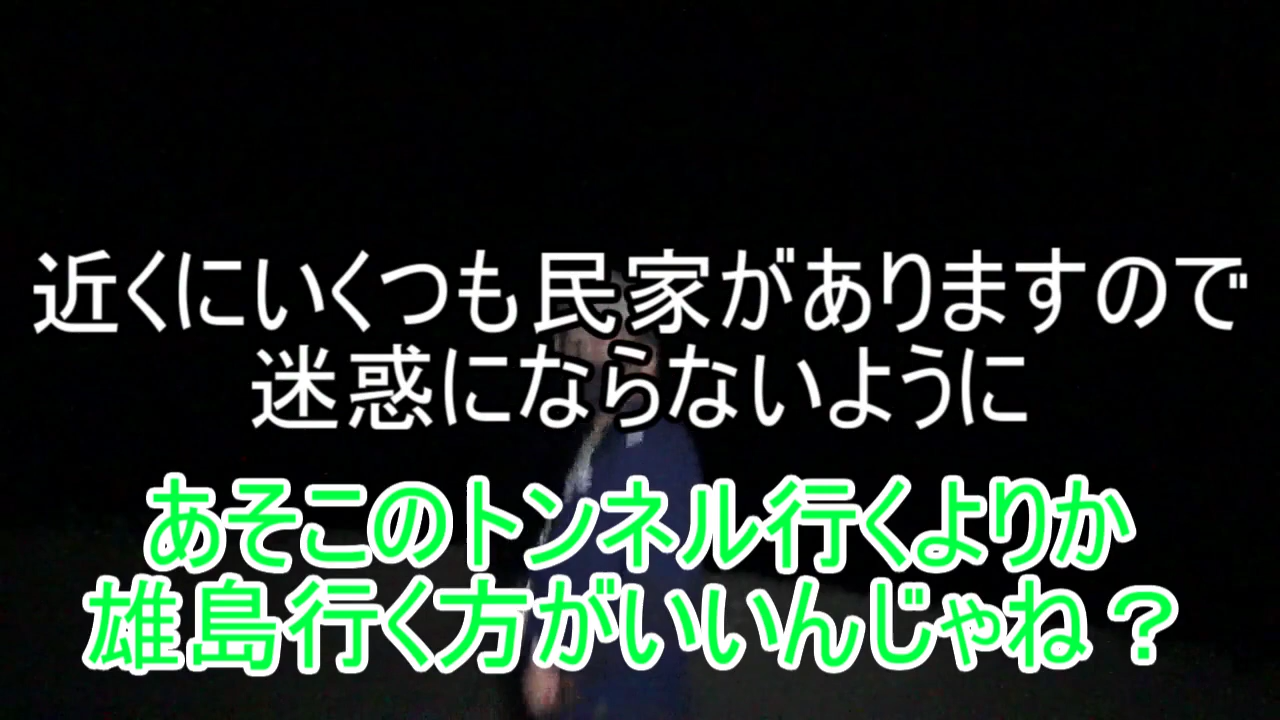 近くにいくつも民家がありますので
迷惑にならないように
あそこのトンネル行くよりか
雄島行く方がいいんじゃね？